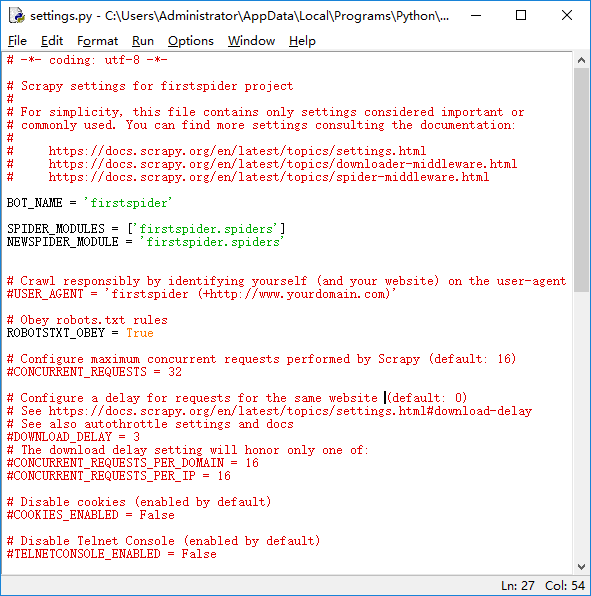 settings.py - C:\Users\Administrator\AppData\Local\Programs\Python\...
File Edit Format Run Options Window Help
# -*- coding: utf-8 -*-
# Scrapy settings for firstspider project
#
# For simplicity, this file contains only settings considered important or
# commonly used. You can find more settings consulting the documentation:
#
#     https://docs.scrapy.org/en/latest/topics/settings.html
#     https://docs.scrapy.org/en/latest/topics/downloader-middleware.html
#     https://docs.scrapy.org/en/latest/topics/spider-middleware.html
BOT_NAME = 'firstspider'
SPIDER_MODULES = ['firstspider.spiders']
NEWSPIDER_MODULE = 'firstspider.spiders'
# Crawl responsibly by identifying yourself (and your website) on the user-agent
#USER_AGENT = 'firstspider (+http://www.yourdomain.com)'
# Obey robots.txt rules
ROBOTSTXT_OBEY = True
# Configure maximum concurrent requests performed by Scrapy (default: 16)
#CONCURRENT_REQUESTS = 32
# Configure a delay for requests for the same website (default: 0)
# See https://docs.scrapy.org/en/latest/topics/settings.html#download-delay
# See also autothrottle settings and docs
#DOWNLOAD_DELAY = 3
# The download delay setting will honor only one of:
#CONCURRENT_REQUESTS_PER_DOMAIN = 16
#CONCURRENT_REQUESTS_PER_IP = 16
# Disable cookies (enabled by default)
#COOKIES_ENABLED = False
# Disable Telnet Console (enabled by default)
#TELNETCONSOLE_ENABLED = False
Ln: 27 Col: 54